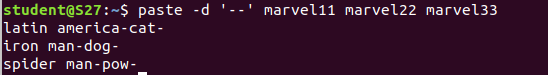 student@S27:~$ paste -d '--' marvel11 marvel22 marvel33
latin america-cat-
iron man-dog-
spider man-pow-